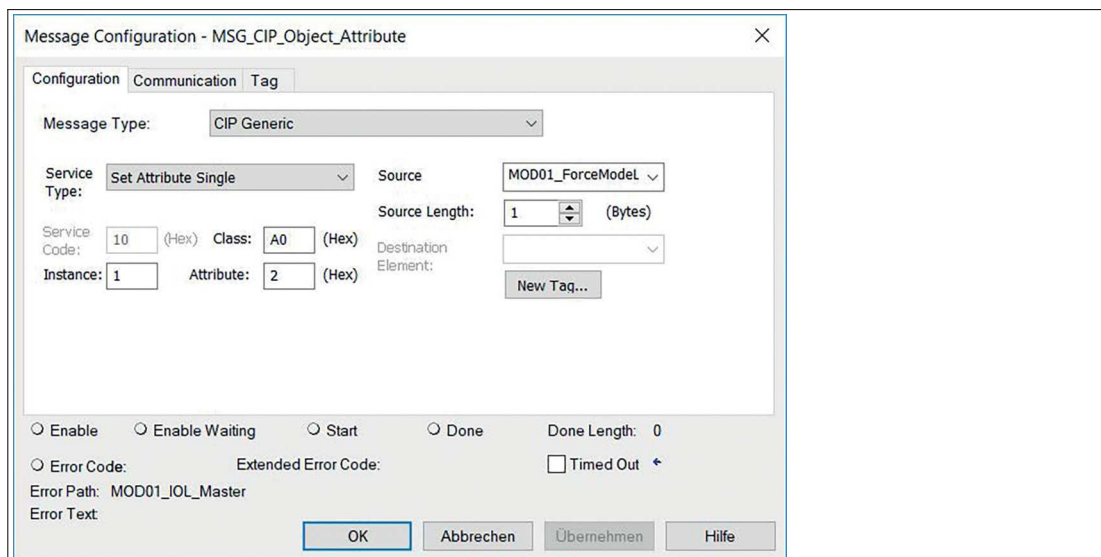 Message Configuration - MSG_CIP_Object_Attribute
Configuration Communication Tag
Message Type: CIP Generic
Service Type: Set Attribute Single
Source MOD01_ForceModeL
Source Length: 1 (Bytes)
Service Code: 10 (Hex) Class: A0 (Hex)
Destination Element:
Instance: 1 Attribute: 2 (Hex)
New Tag...
Enable Enable Waiting Start Done Done Length: 0
Error Code: Extended Error Code: Timed Out
Error Path: MOD01_IOL_Master
Error Text
OK Abbrechen Übernehmen Hilfe